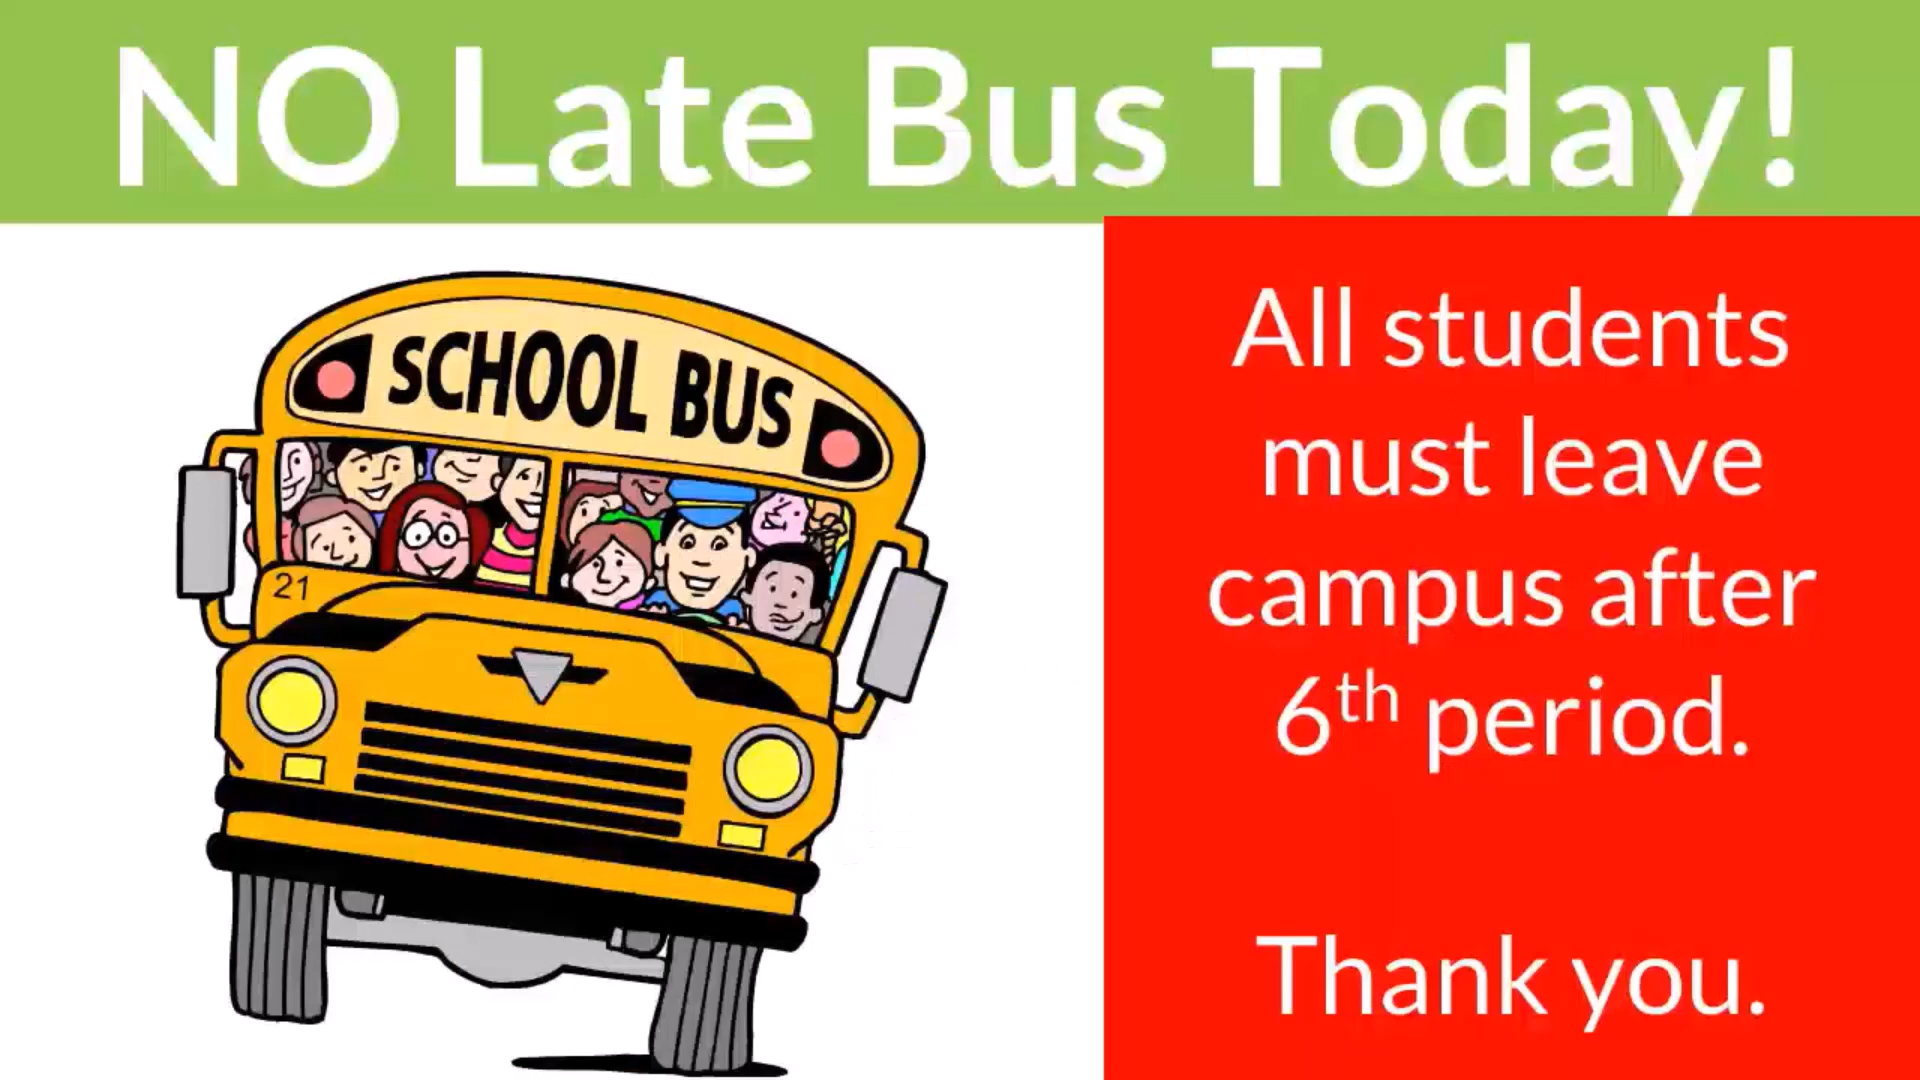 NO Late Bus Today!
SCHOOL BUS
21
All students
must leave
campus after
6th period.
Thank you.